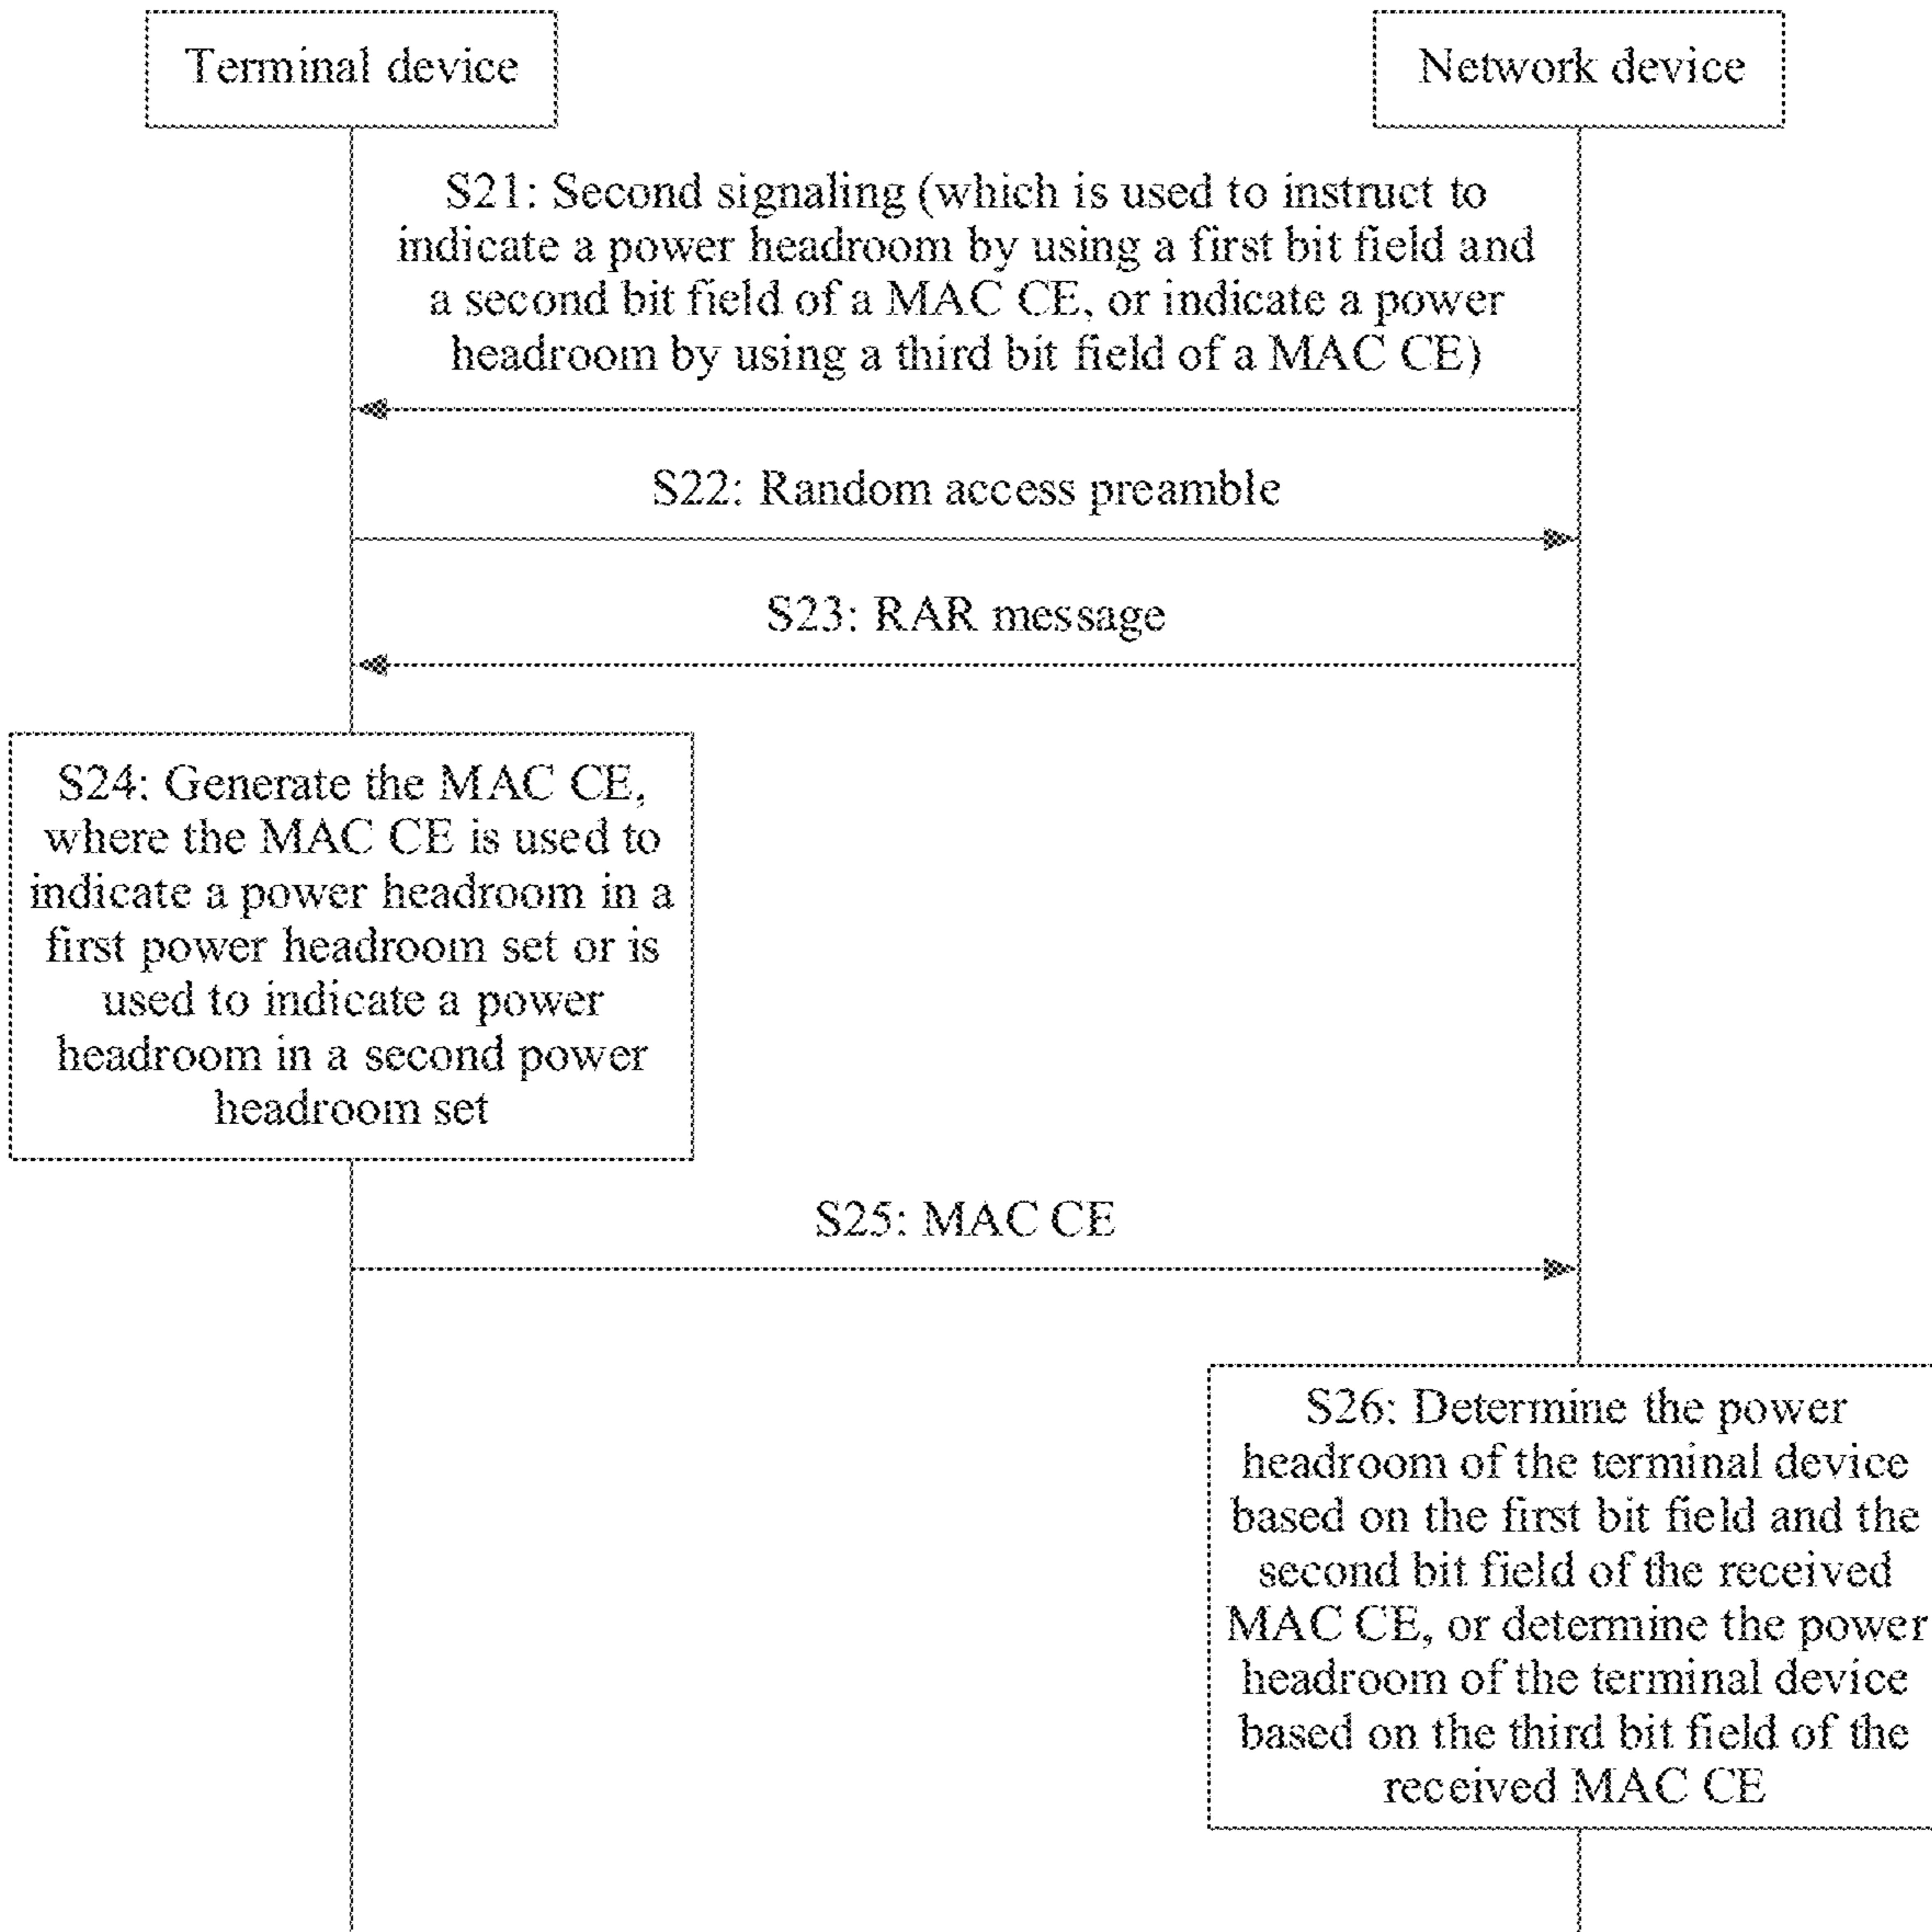 Terminal device
Network device
S21: Second signaling (which is used to instruct to
indicate a power headroom by using a first bit field and
a second bit field of a MAC CE, or indicate a power
headroom by using a third bit field of a MAC CE)
S22: Random access preamble
S23: RAR message
S24: Generate the MAC CE,
where the MAC CE is used to
indicate a power headroom in a
first power headroom set or is
used to indicate a power
headroom in a second power
headroom set
S25: MAC CE
S26: Determine the power
headroom of the terminal device
based on the first bit field and the
second bit field of the received
MAC CE, or determine the power
headroom of the terminal device
based on the third bit field of the
received MAC CE